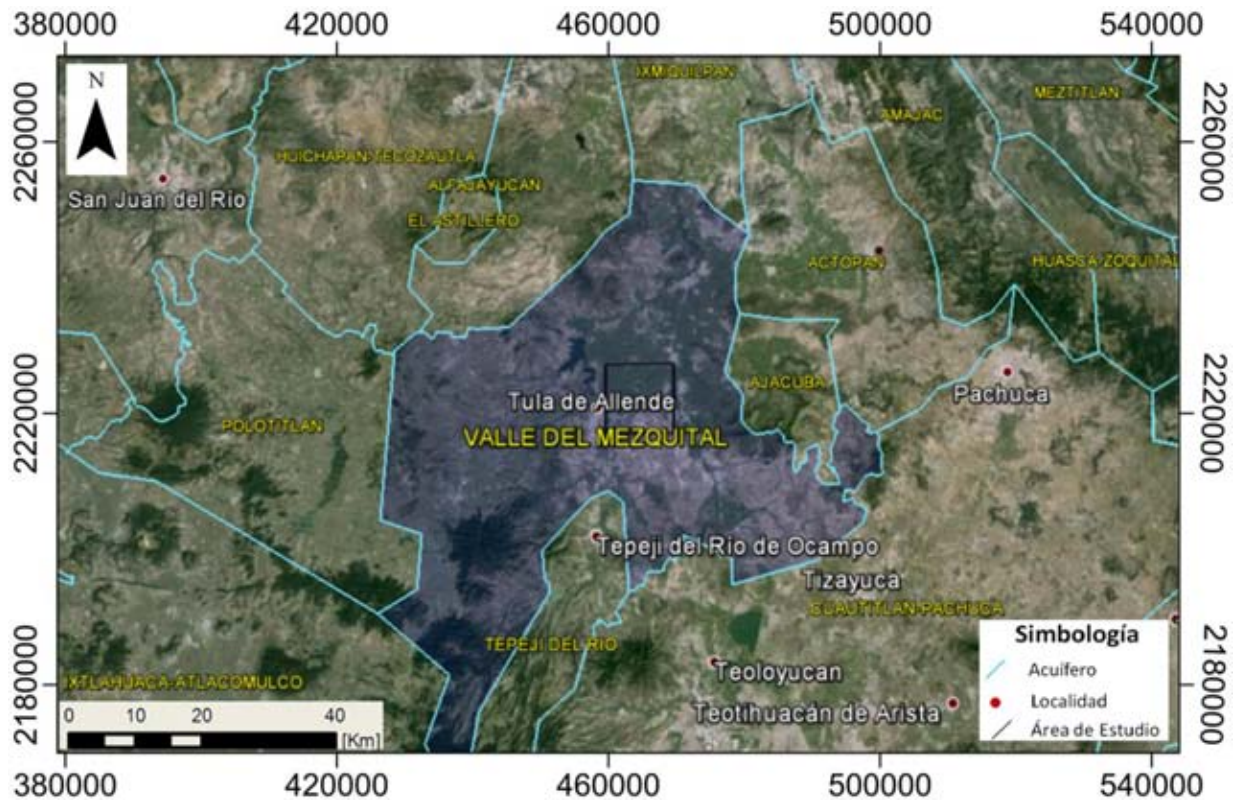 380000 420000 460000 500000 540000
IXMIQUILPAN
N
MEZTITLAN
AMAJAC
2260000
2260000
HUICHAPAN-TECOZAUTLA
San Juan del Río
ALFAJAYUCAN
EL ASTILLERO
ACTOPAN
HUASCA-ZOQUITAL
AJACUBA
Pachuca
Tula de Allende
2220000
2220000
POLOTITLAN
VALLE DEL MEZQUITAL
Tepeji del Río de Ocampo
Tizayuca
CUAUTITLAN-PACHUCA
TEPEJI DEL RIO
Simbología
Acuífero
Localidad
Área de Estudio
Teoloyucan
IXTLAHUACA-ATLACOMULCO
2180000
2180000
Teotihuacán de Arista
0 10 20 40
[Km]
380000 420000 460000 500000 540000